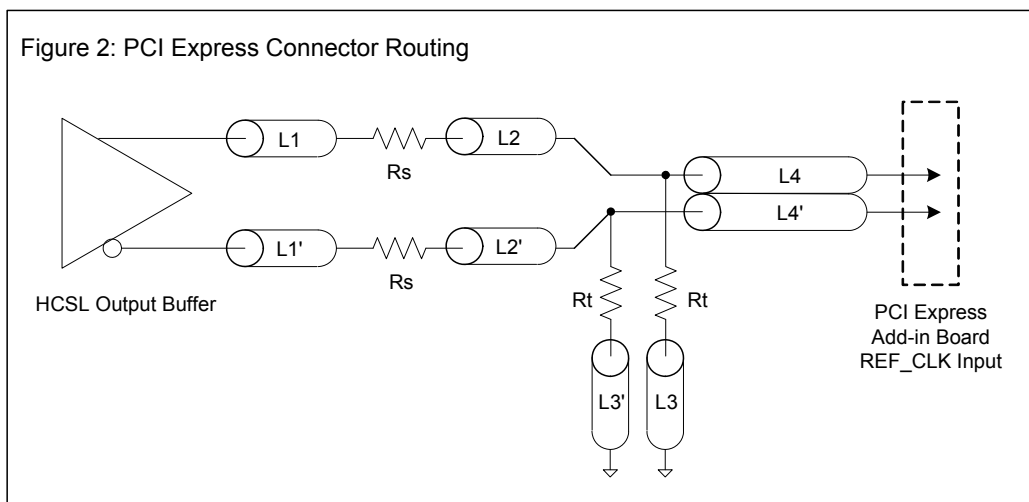 Figure 2: PCI Express Connector Routing
L1
Rs
L2
L4
L4'
L1'
Rs
L2'
HCSL Output Buffer
Rt
Rt
L3'
L3
PCI Express
Add-in Board
REF_CLK Input